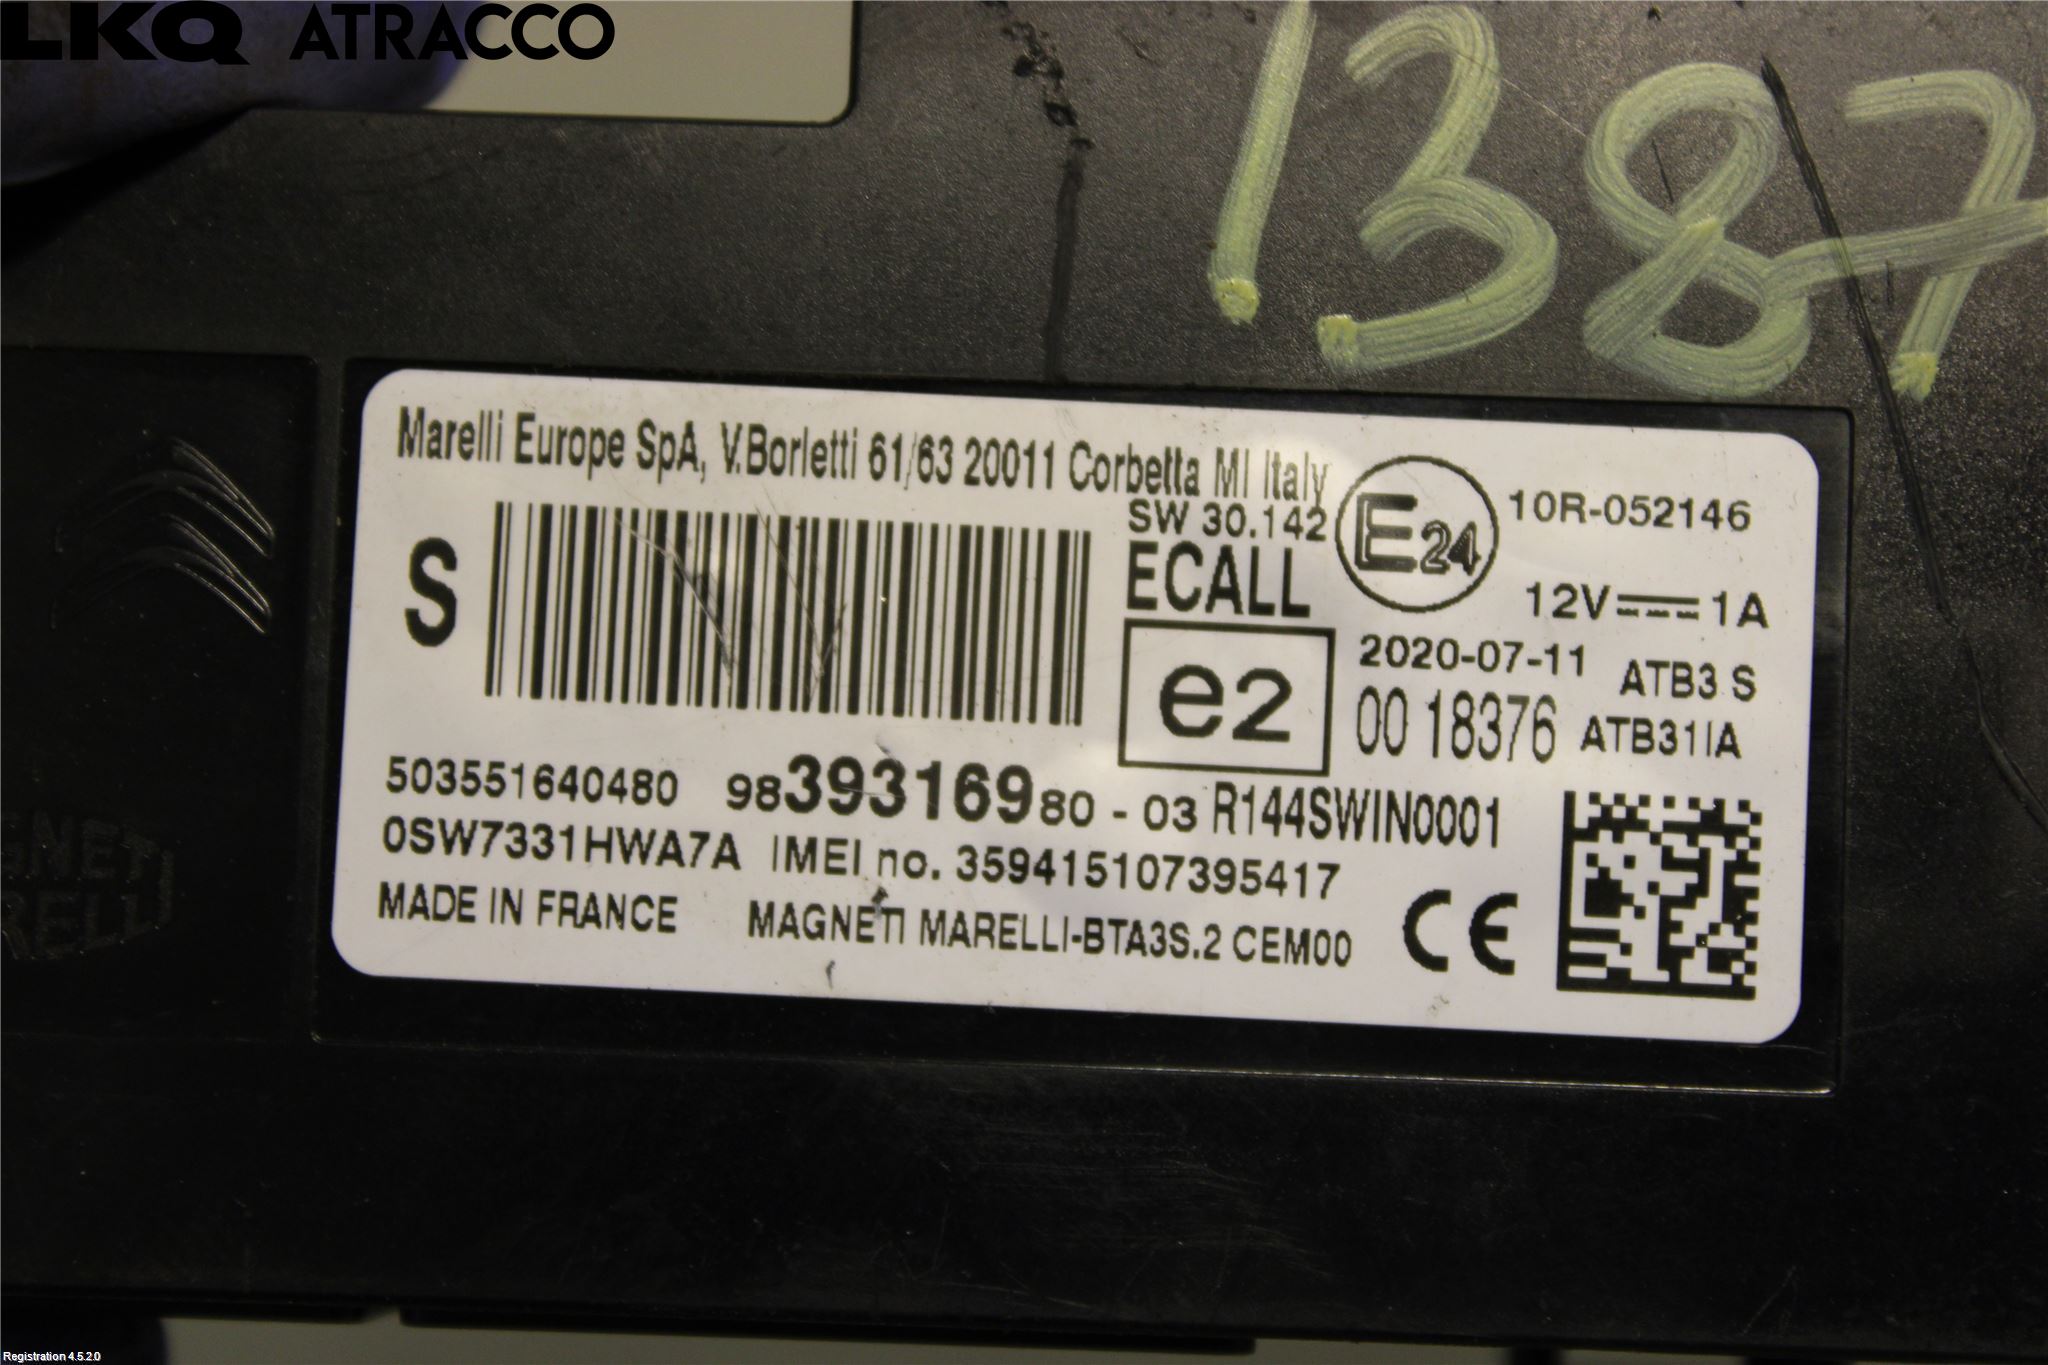 LKQ ATRACCO
1387
Marelli Europe SpA, V.Borletti 61/63 20011 Corbetta MI Italy
S
SW 30.142
ECALL
E24
10R-052146
12V 1A
e2
2020-07-11
00 18376
ATB3 S
ATB31IA
503551640480 9839316980 - 03 R144SWIN0001
0SW7331HWA7A IMEI no. 359415107395417
MADE IN FRANCE MAGNETI MARELLI-BTA3S.2 CEM00
CE
Registration 4.5.2.0